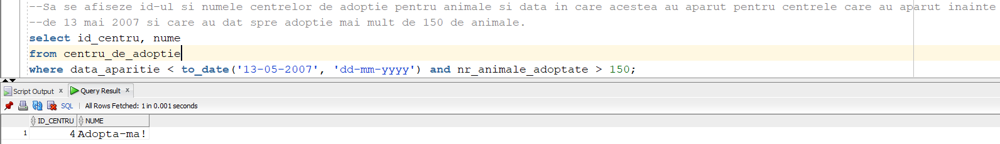 --Sa se afiseze id-ul si numele centrelor de adoptie pentru animale si data in care acestea au aparut pentru centrele care au aparut inainte
--de 13 mai 2007 si care au dat spre adoptie mai mult de 150 de animale.
select id_centru, nume
from centru_de_adoptie
where data_aparitie < to_date('13-05-2007', 'dd-mm-yyyy') and nr_animale_adoptate > 150;
Script Output x Query Result x
SQL | All Rows Fetched: 1 in 0.001 seconds
ID_CENTRU NUME
1 4 Adopta-ma!